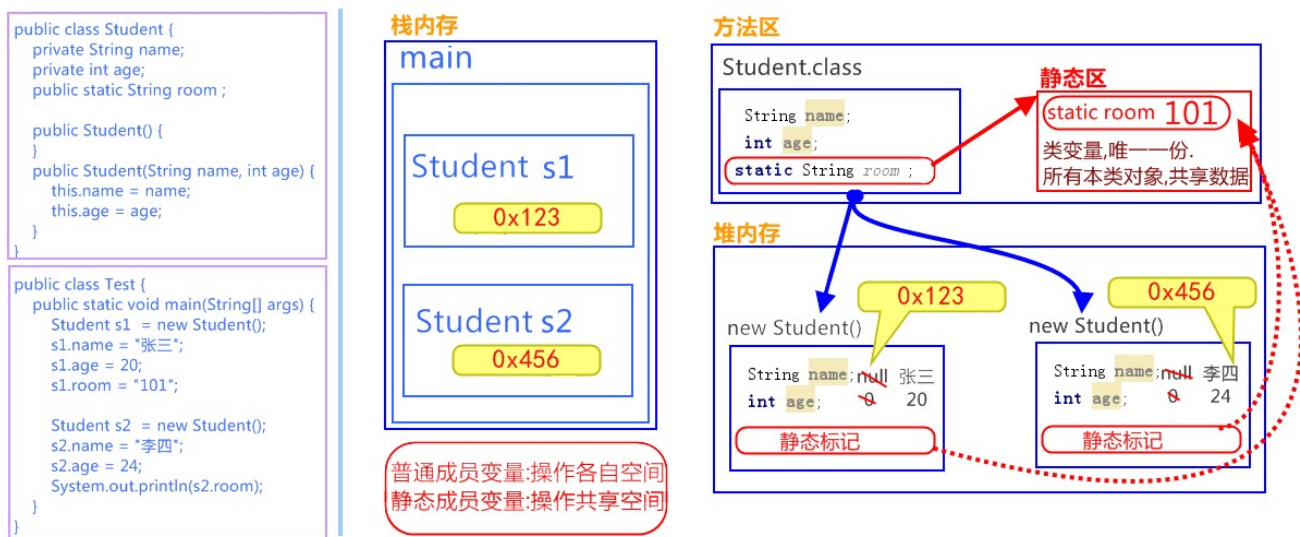 public class Student {
private String name;
private int age;
public static String room ;
public Student() {
}
public Student(String name, int age) {
this.name = name;
this.age = age;
}
}
public class Test {
public static void main(String[] args) {
Student s1 = new Student();
s1.name = "张三";
s1.age = 20;
s1.room = "101";
Student s2 = new Student();
s2.name = "李四";
s2.age = 24;
System.out.println(s2.room);
}
}
栈内存
main
Student s1
0x123
Student s2
0x456
普通成员变量:操作各自空间
静态成员变量:操作共享空间
方法区
Student.class
String name;
int age;
static String room ;
静态区
static room 101
类变量,唯一一份.
所有本类对象,共享数据
堆内存
0x123
new Student()
String name; null 张三
int age; 0 20
静态标记
0x456
new Student()
String name; null 李四
int age; 0 24
静态标记